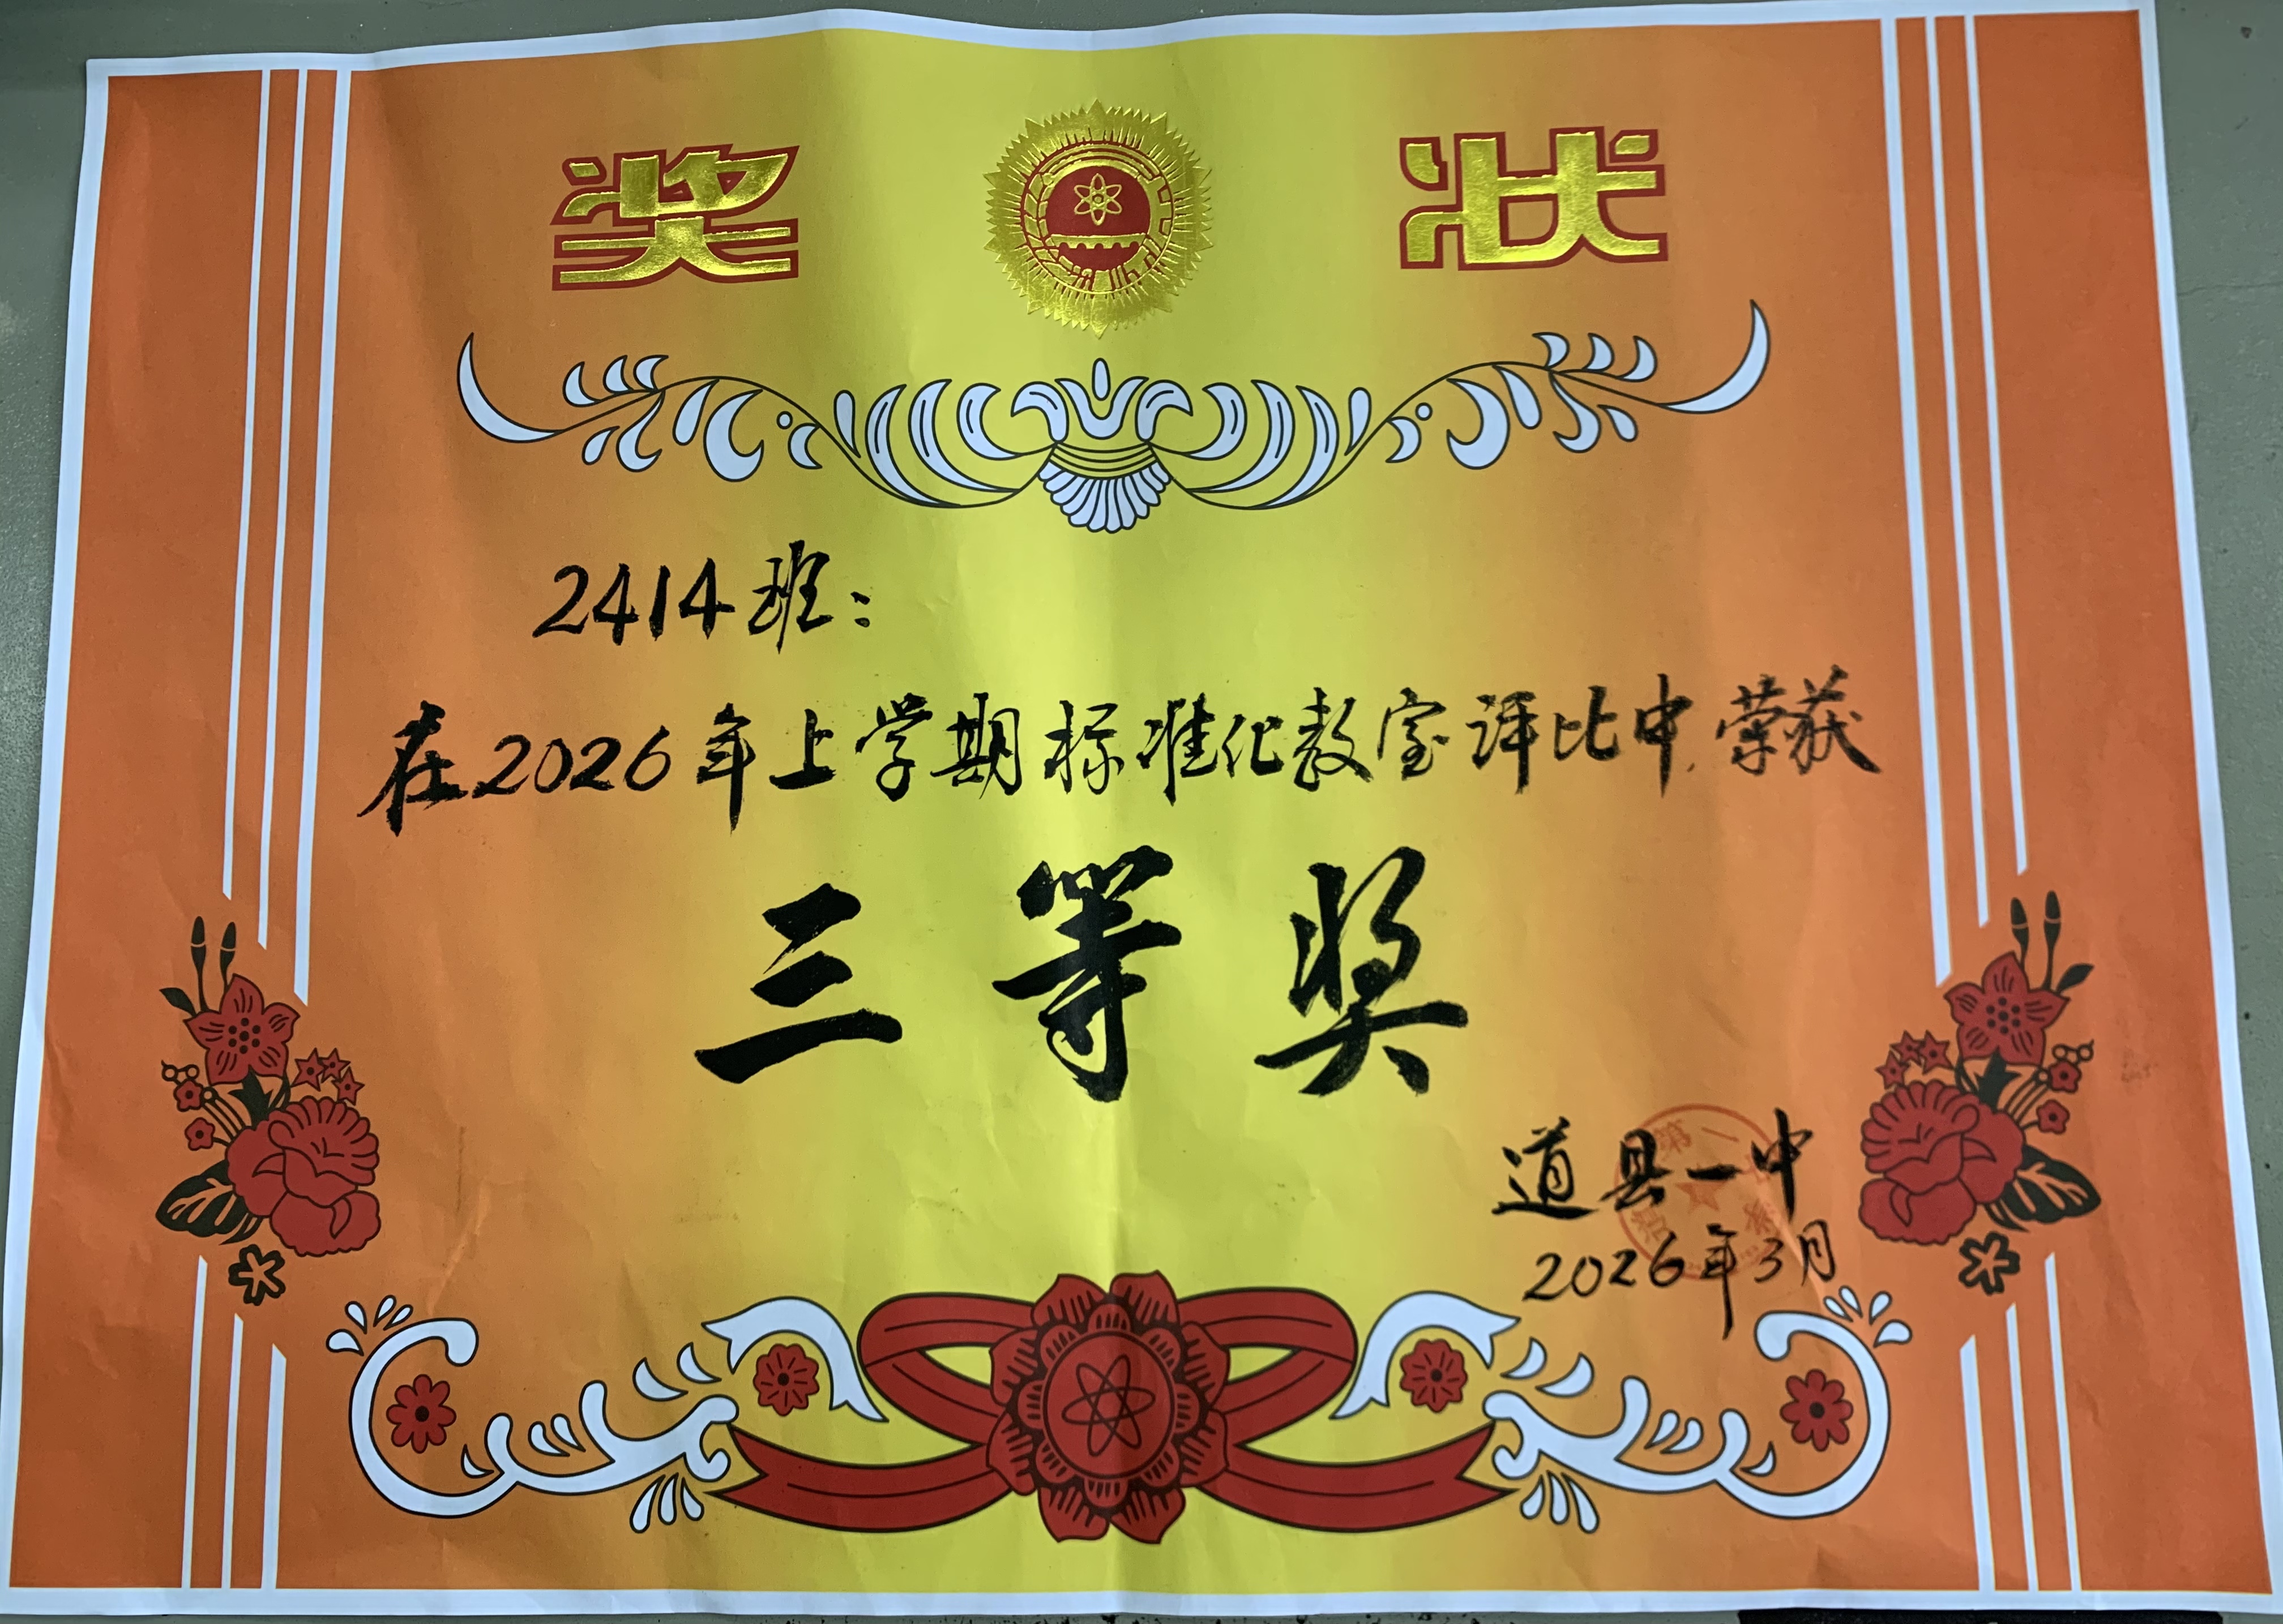 奖状
2414班:
在2026年上学期标准化教室评比中荣获
三等奖
道县一中
2026年3月